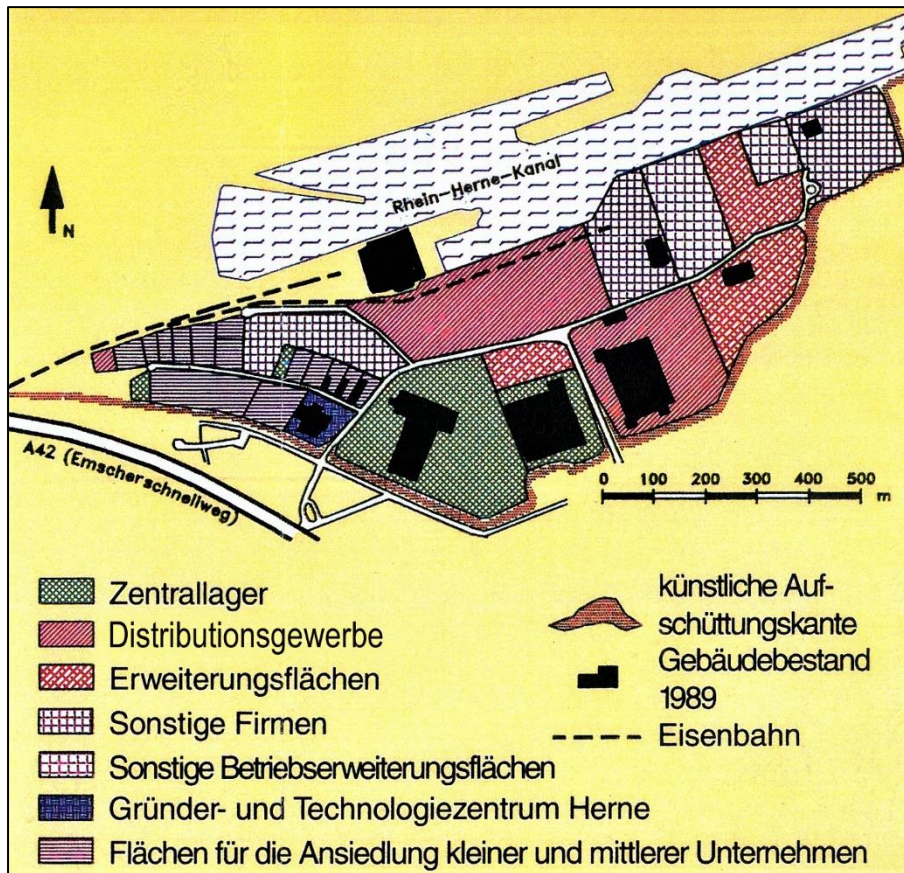 Rhein-Herne-Kanal
N
A42 (Emscherschnellweg)
0 100 200 300 400 500
m
Zentrallager
Distributionsgewerbe
Erweiterungsflächen
Sonstige Firmen
Sonstige Betriebserweiterungsflächen
Gründer- und Technologiezentrum Herne
Flächen für die Ansiedlung kleiner und mittlerer Unternehmen
künstliche Auf-
schüttungskante
Gebäudebestand
1989
Eisenbahn